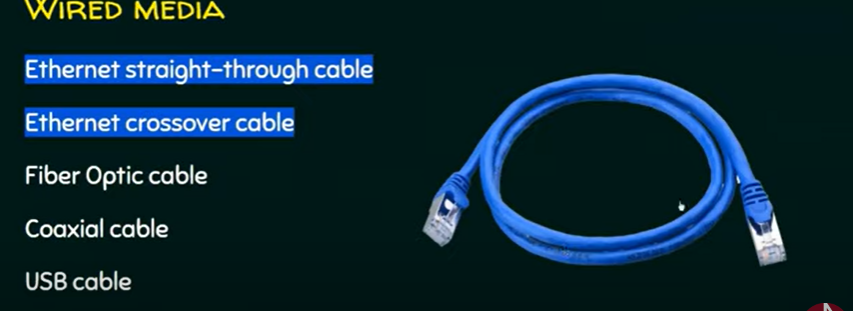 WIRED MEDIA
Ethernet straight-through cable
Ethernet crossover cable
Fiber Optic cable
Coaxial cable
USB cable